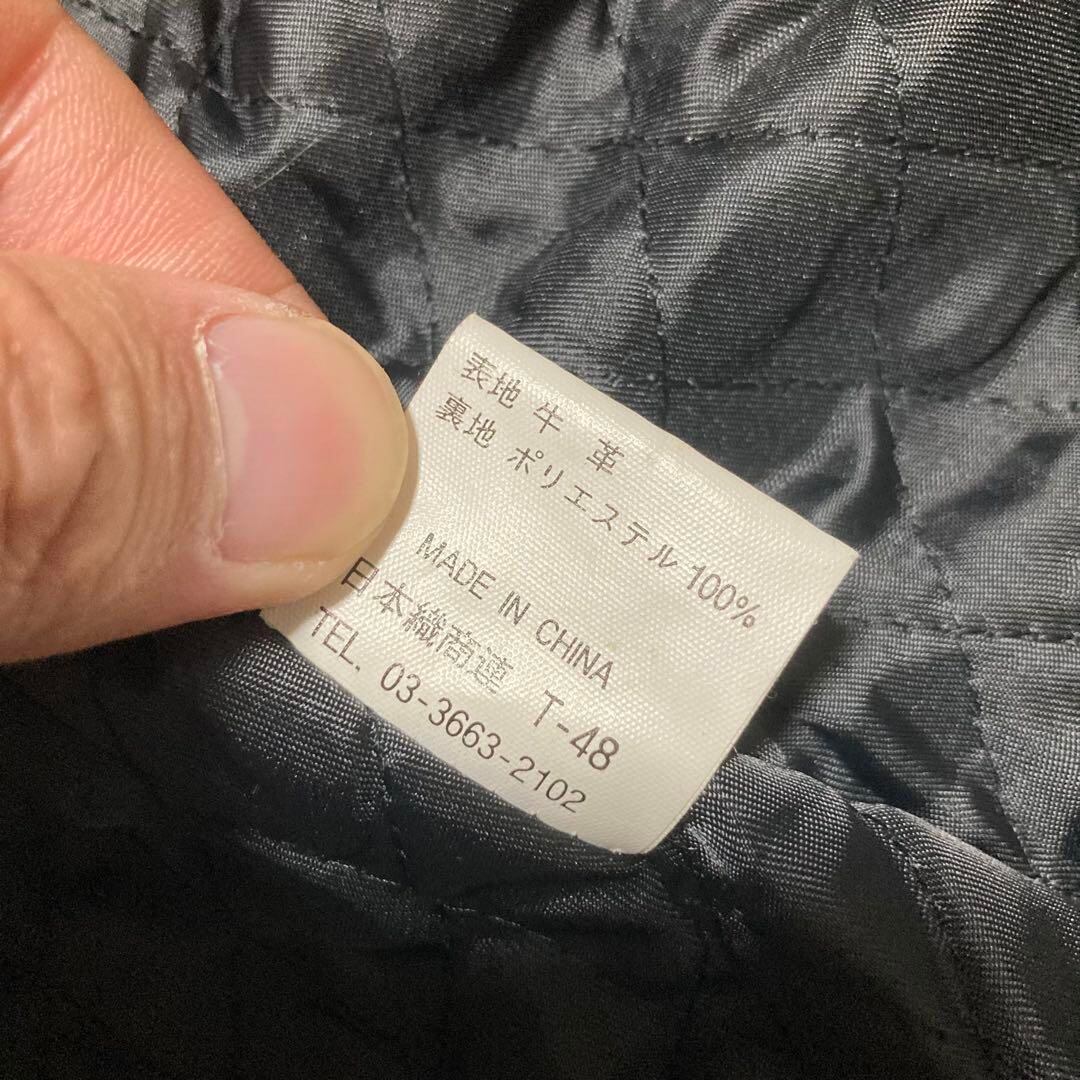 表地 牛 革
裏地 ポリエステル 100%
MADE IN CHINA
日本織商連 T-48
TEL. 03-3663-2102